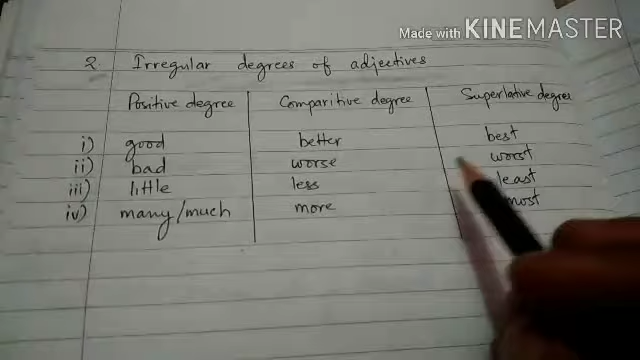 Made with KINEMASTER
2. Irregular degrees of adjectives
Positive degree Comparitive degree Superlative degree
i) good better best
ii) bad worse worst
iii) little less least
iv) many/much more most